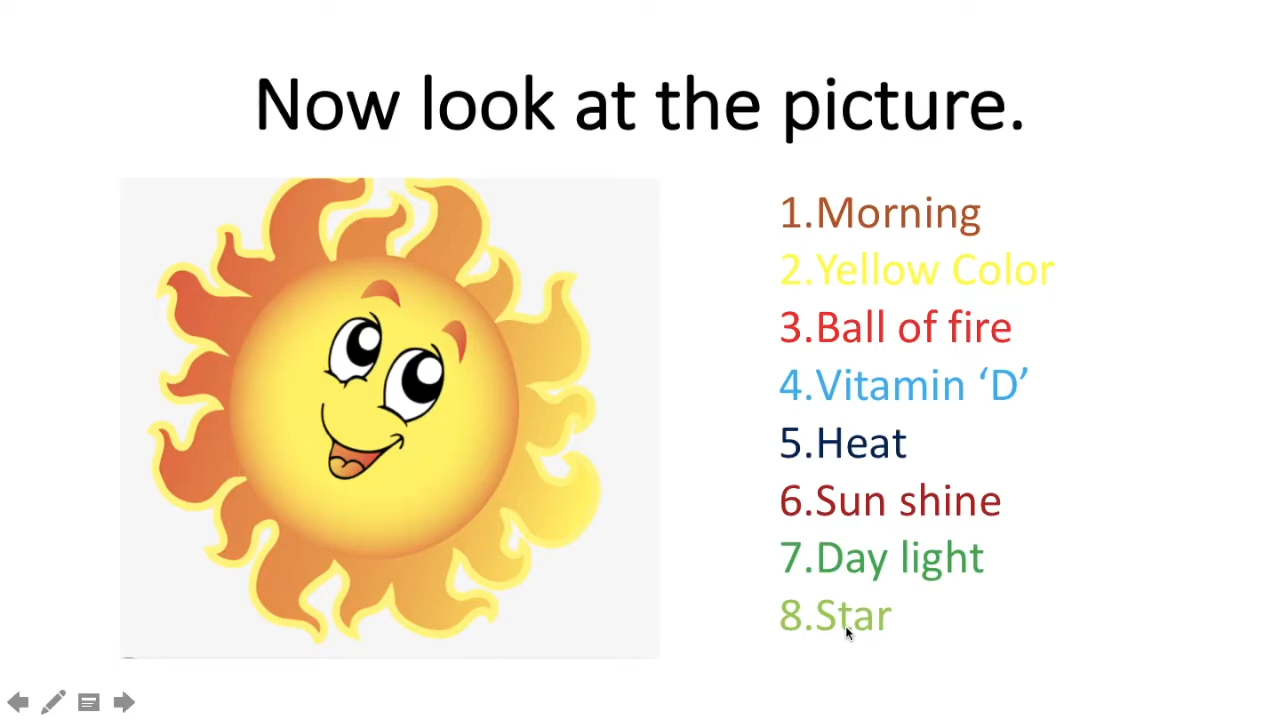 Now look at the picture.
1.Morning
2.Yellow Color
3.Ball of fire
4.Vitamin ‘D’
5.Heat
6.Sun shine
7.Day light
8.Star